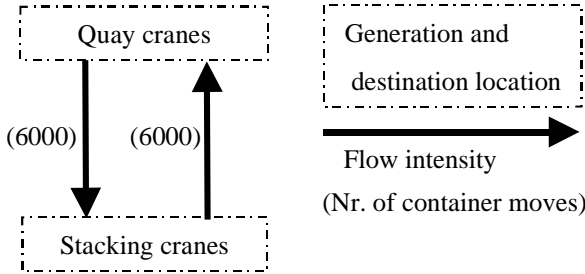 Quay cranes
(6000) (6000)
Stacking cranes
Generation and
destination location
Flow intensity
(Nr. of container moves)